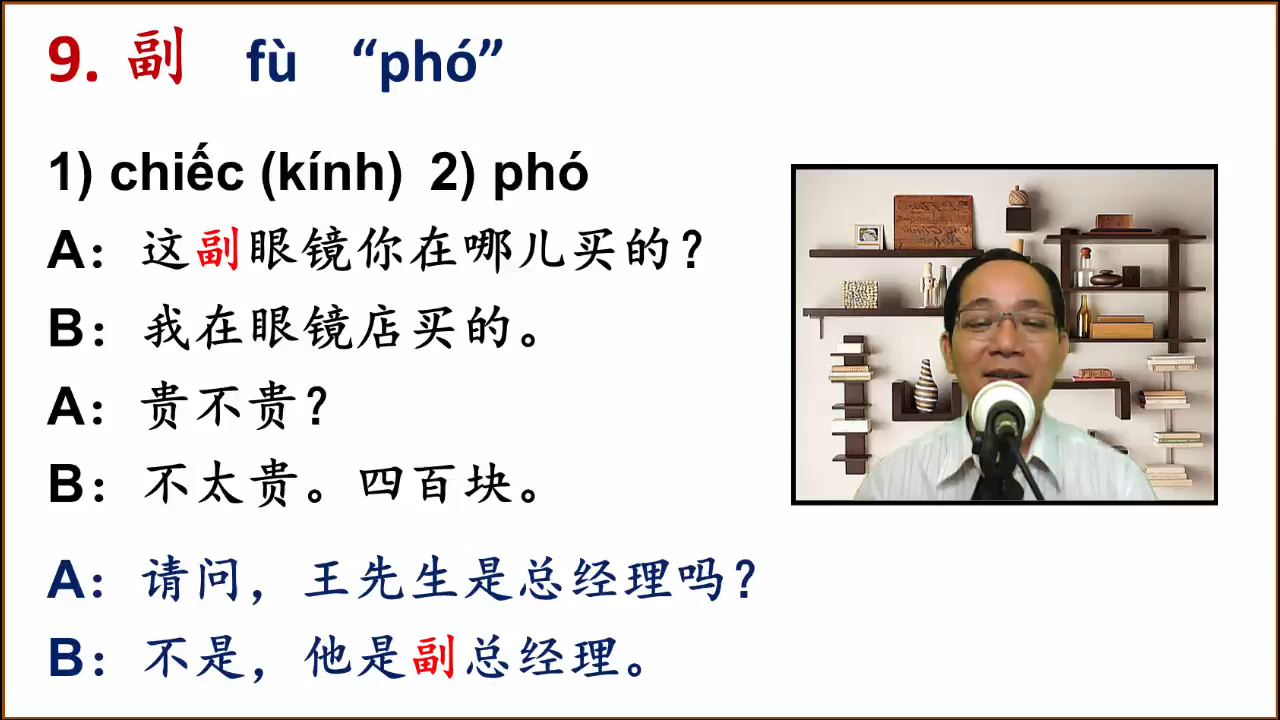 9. 副 fù “phó”
1) chiếc (kính) 2) phó
A：这副眼镜你在哪儿买的？
B：我在眼镜店买的。
A：贵不贵？
B：不太贵。四百块。
A：请问，王先生是总经理吗？
B：不是，他是副总经理。